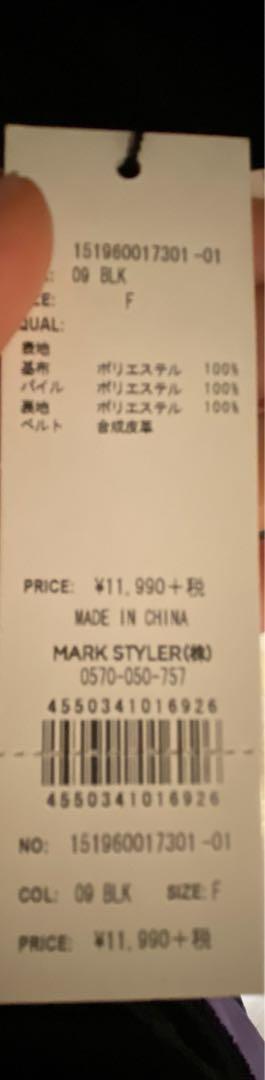 151960017301-01
: 09 BLK
ZE: F
QUAL:
表地
基布 ポリエステル 100%
パイル ポリエステル 100%
裏地 ポリエステル 100%
ベルト 合成皮革
PRICE: ¥11,990+税
MADE IN CHINA
MARK STYLER(株)
0570-050-757
4550341016926
4550341016926
NO: 151960017301-01
COL: 09 BLK SIZE: F
PRICE: ¥11,990+税